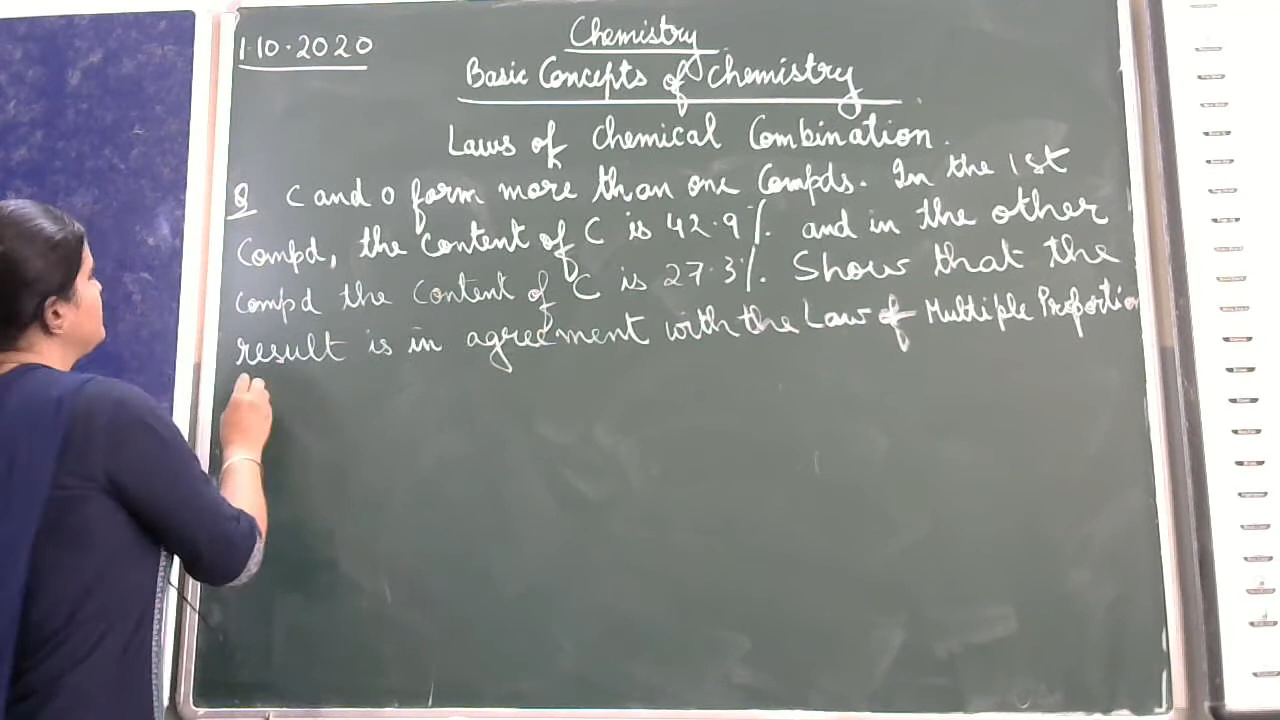 1.10.2020
Chemistry
Basic Concepts of Chemistry
Laws of Chemical Combination.
Q C and O form more than one Compds. In the 1st
Compd, the content of C is 42.9%. and in the other
compd the content of C is 27.3%. Show that the
result is in agreement with the Law of Multiple Proportion